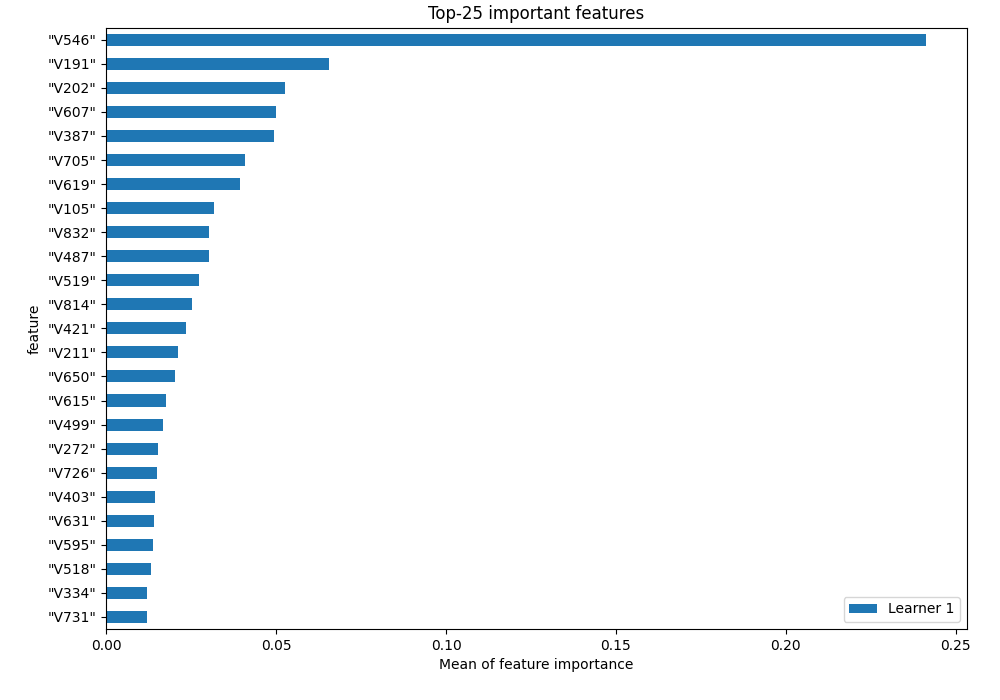 Top-25 important features
"V546"
"V191"
"V202"
"V607"
"V387"
"V705"
"V619"
"V105"
"V832"
"V487"
"V519"
"V814"
"V421"
"V211"
"V650"
"V615"
"V499"
"V272"
"V726"
"V403"
"V631"
"V595"
"V518"
"V334"
"V731"
feature
Learner 1
0.00 0.05 0.10 0.15 0.20 0.25
Mean of feature importance